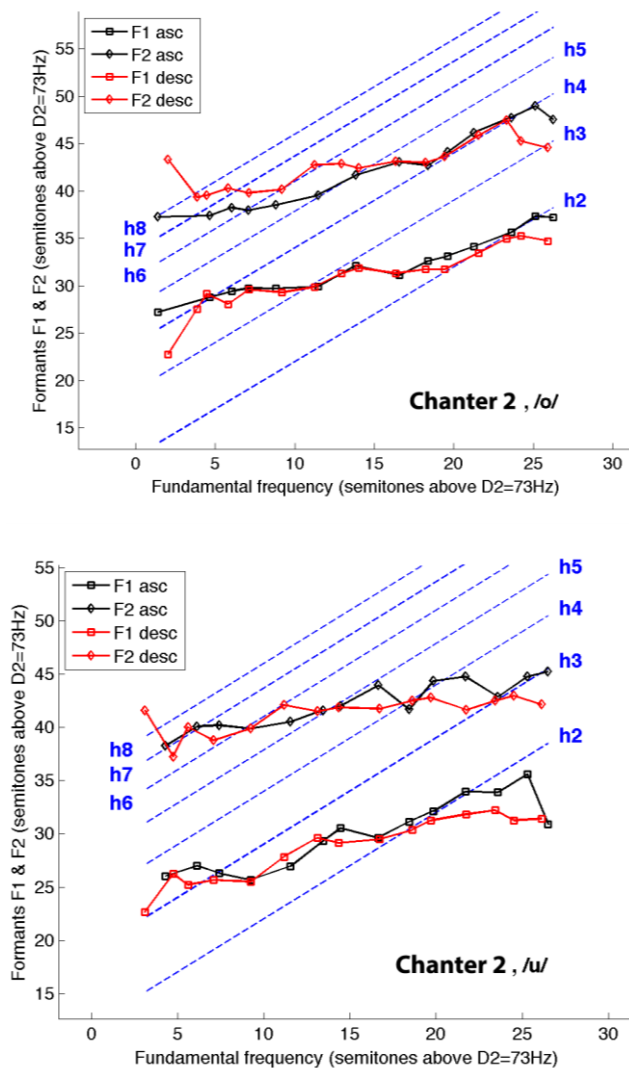 F1 asc
F2 asc
F1 desc
F2 desc
55
50
45
40
35
30
25
20
15
Formants F1 & F2 (semitones above D2=73Hz)
h5
h4
h3
h2
h8
h7
h6
Chanter 2 , /o/
0 5 10 15 20 25 30
Fundamental frequency (semitones above D2=73Hz)
55
50
45
40
35
30
25
20
15
Formants F1 & F2 (semitones above D2=73Hz)
F1 asc
F2 asc
F1 desc
F2 desc
h5
h4
h3
h2
h8
h7
h6
Chanter 2 , /u/
0 5 10 15 20 25 30
Fundamental frequency (semitones above D2=73Hz)